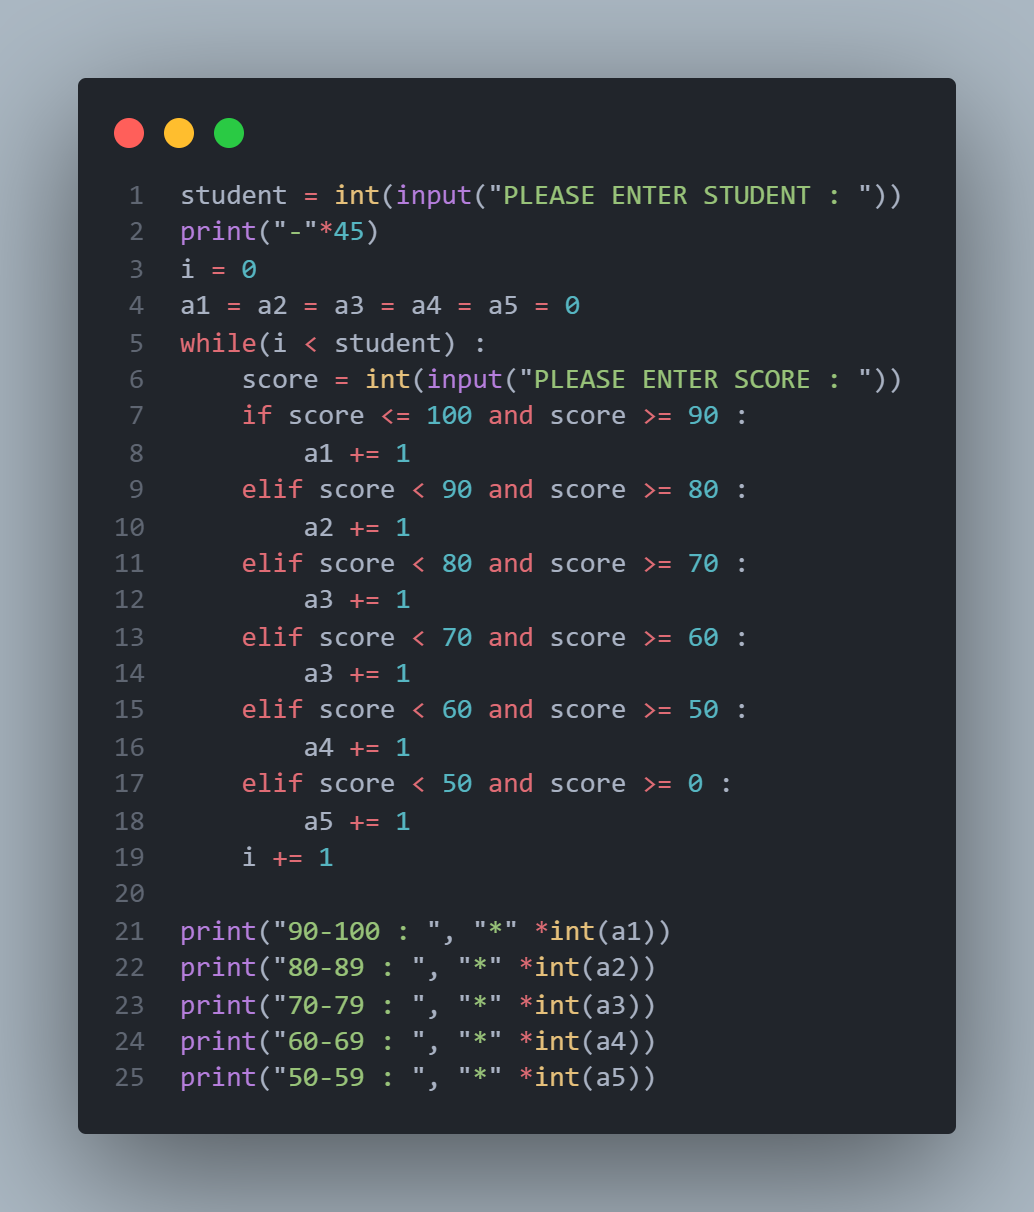 1 student = int(input("PLEASE ENTER STUDENT : "))
2 print("-"*45)
3 i = 0
4 a1 = a2 = a3 = a4 = a5 = 0
5 while(i < student) :
6     score = int(input("PLEASE ENTER SCORE : "))
7     if score <= 100 and score >= 90 :
8         a1 += 1
9     elif score < 90 and score >= 80 :
10         a2 += 1
11     elif score < 80 and score >= 70 :
12         a3 += 1
13     elif score < 70 and score >= 60 :
14         a3 += 1
15     elif score < 60 and score >= 50 :
16         a4 += 1
17     elif score < 50 and score >= 0 :
18         a5 += 1
19     i += 1
20
21 print("90-100 : ", "*" *int(a1))
22 print("80-89 : ", "*" *int(a2))
23 print("70-79 : ", "*" *int(a3))
24 print("60-69 : ", "*" *int(a4))
25 print("50-59 : ", "*" *int(a5))